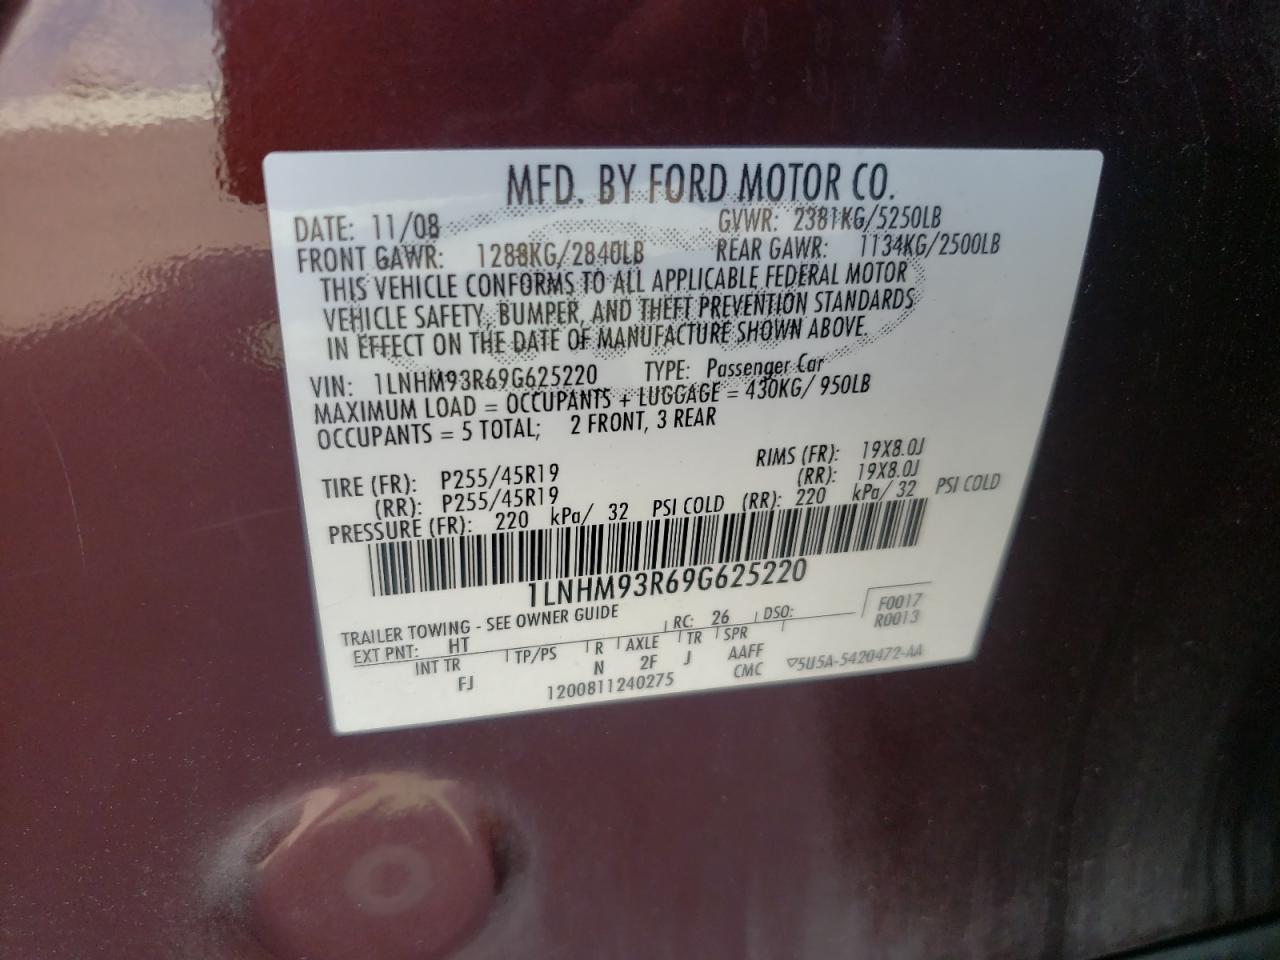 MFD. BY FORD MOTOR CO.
DATE: 11/08 GVWR: 2381KG/5250LB
FRONT GAWR: 1288KG/2840LB REAR GAWR: 1134KG/2500LB
THIS VEHICLE CONFORMS TO ALL APPLICABLE FEDERAL MOTOR
VEHICLE SAFETY, BUMPER, AND THEFT PREVENTION STANDARDS
IN EFFECT ON THE DATE OF MANUFACTURE SHOWN ABOVE.
VIN: 1LNHM93R69G625220 TYPE: Passenger Car
MAXIMUM LOAD = OCCUPANTS + LUGGAGE = 430KG/ 950LB
OCCUPANTS = 5 TOTAL; 2 FRONT, 3 REAR
TIRE (FR): P255/45R19 RIMS (FR): 19X8.0J
(RR): P255/45R19 (RR): 19X8.0J
PRESSURE (FR): 220 kPa/ 32 PSI COLD (RR): 220 kPa/ 32 PSI COLD
1LNHM93R69G625220
TRAILER TOWING - SEE OWNER GUIDE
EXT PNT: HT RC: 26 DSO: F0017
R0013
INT TR TP/PS R AXLE TR SPR
FJ N 2F J AAFF
1200811240275 CMC ▽5U5A-5420472-AA